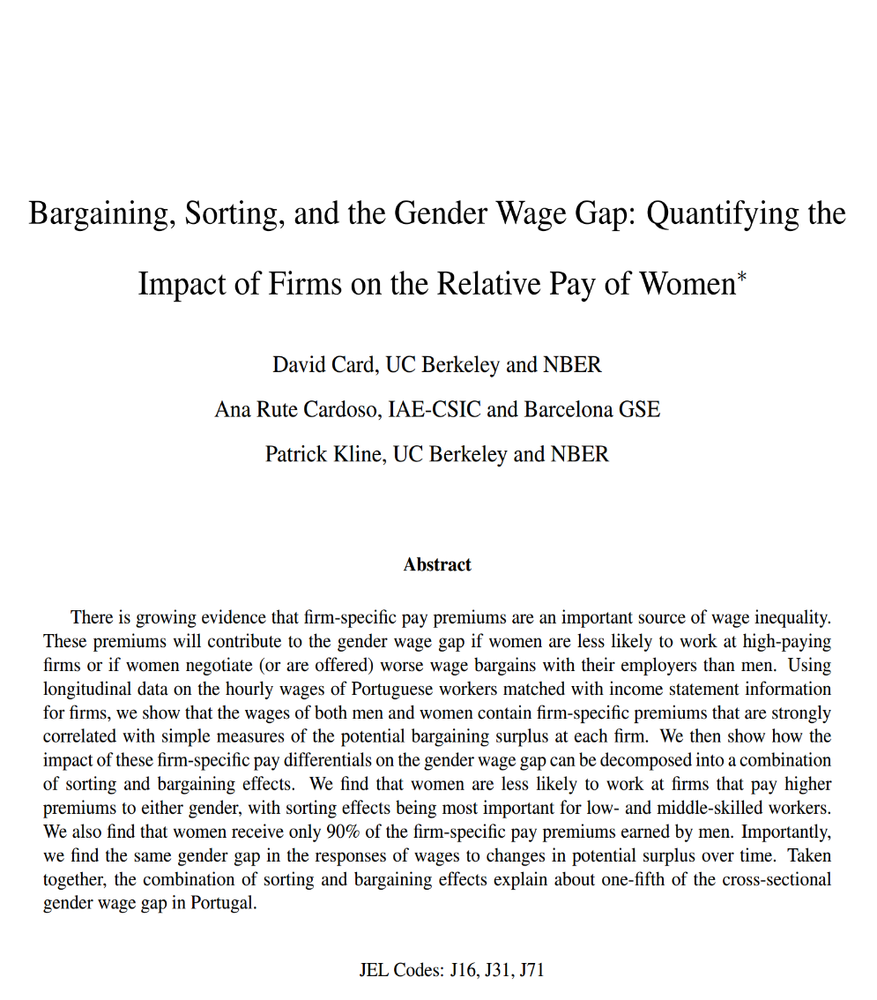 Bargaining, Sorting, and the Gender Wage Gap: Quantifying the
Impact of Firms on the Relative Pay of Women*
David Card, UC Berkeley and NBER
Ana Rute Cardoso, IAE-CSIC and Barcelona GSE
Patrick Kline, UC Berkeley and NBER
Abstract
There is growing evidence that firm-specific pay premiums are an important source of wage inequality.
These premiums will contribute to the gender wage gap if women are less likely to work at high-paying
firms or if women negotiate (or are offered) worse wage bargains with their employers than men. Using
longitudinal data on the hourly wages of Portuguese workers matched with income statement information
for firms, we show that the wages of both men and women contain firm-specific premiums that are strongly
correlated with simple measures of the potential bargaining surplus at each firm. We then show how the
impact of these firm-specific pay differentials on the gender wage gap can be decomposed into a combination
of sorting and bargaining effects. We find that women are less likely to work at firms that pay higher
premiums to either gender, with sorting effects being most important for low- and middle-skilled workers.
We also find that women receive only 90% of the firm-specific pay premiums earned by men. Importantly,
we find the same gender gap in the responses of wages to changes in potential surplus over time. Taken
together, the combination of sorting and bargaining effects explain about one-fifth of the cross-sectional
gender wage gap in Portugal.
JEL Codes: J16, J31, J71